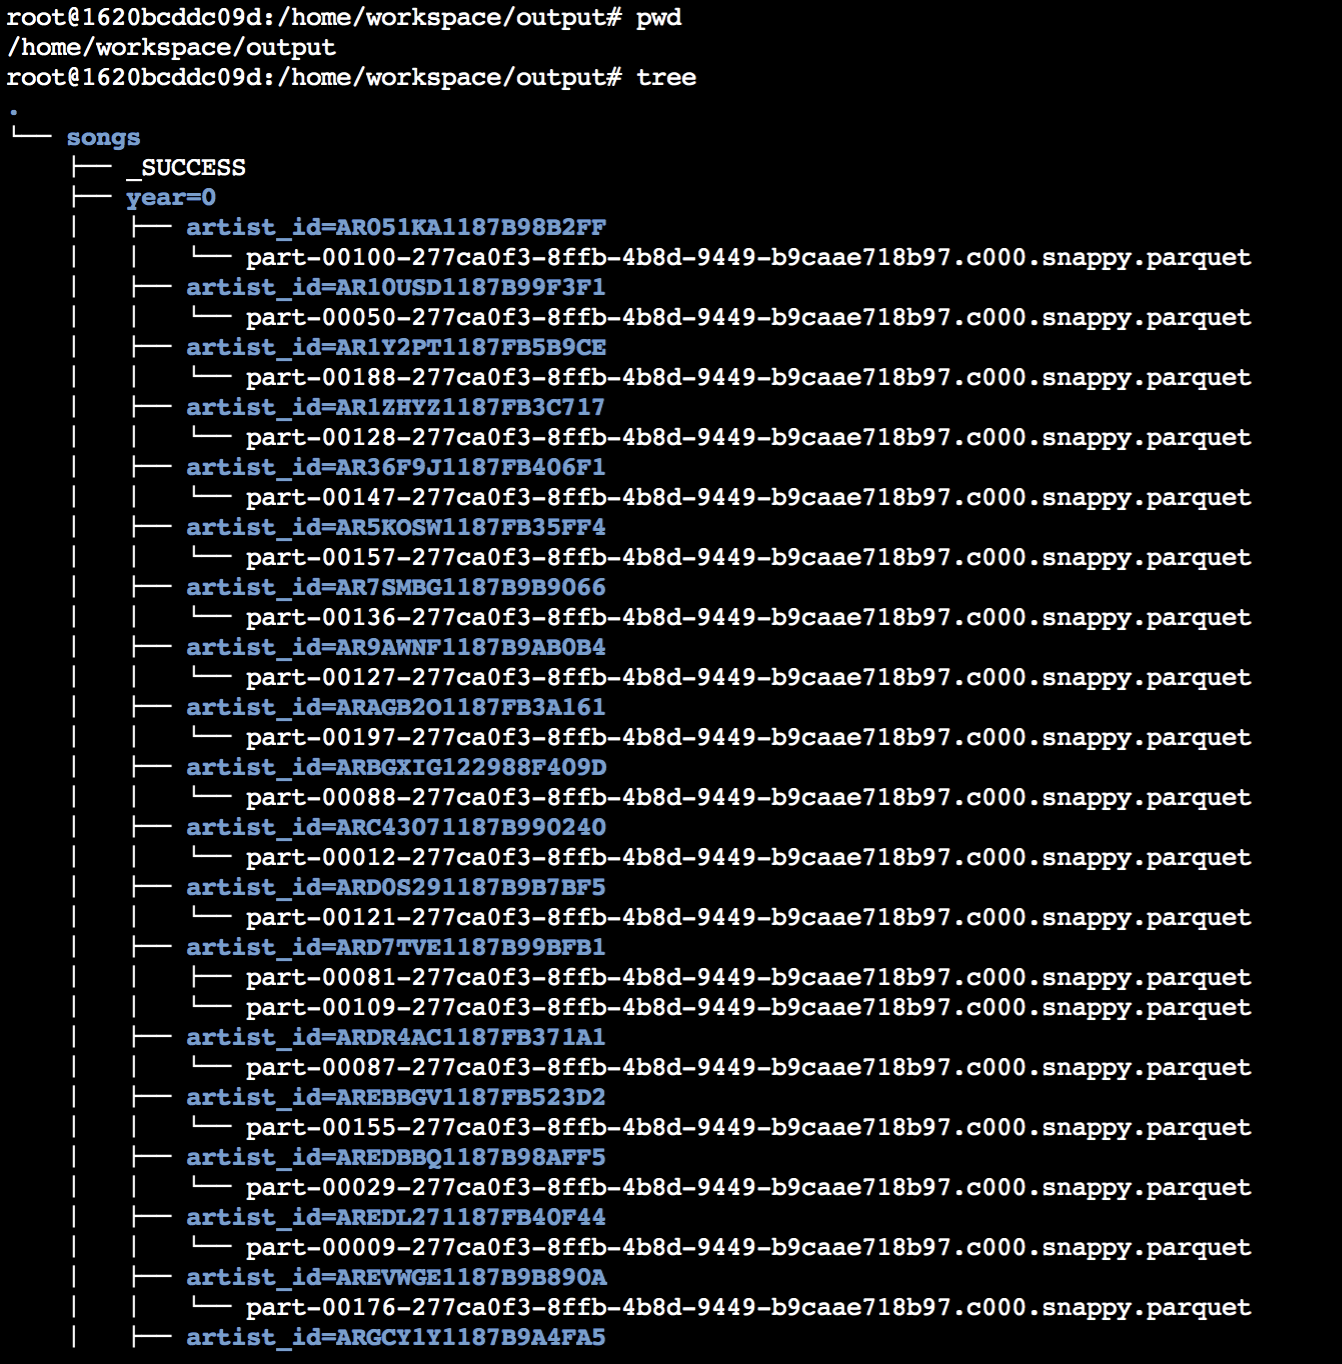 root@1620bcddc09d:/home/workspace/output# pwd
/home/workspace/output
root@1620bcddc09d:/home/workspace/output# tree
.
└── songs
    ├── _SUCCESS
    ├── year=0
    │   ├── artist_id=AR051KA1187B98B2FF
    │   │   └── part-00100-277ca0f3-8ffb-4b8d-9449-b9caae718b97.c000.snappy.parquet
    │   ├── artist_id=AR10USD1187B99F3F1
    │   │   └── part-00050-277ca0f3-8ffb-4b8d-9449-b9caae718b97.c000.snappy.parquet
    │   ├── artist_id=AR1Y2PT1187FB5B9CE
    │   │   └── part-00188-277ca0f3-8ffb-4b8d-9449-b9caae718b97.c000.snappy.parquet
    │   ├── artist_id=AR1ZHYZ1187FB3C717
    │   │   └── part-00128-277ca0f3-8ffb-4b8d-9449-b9caae718b97.c000.snappy.parquet
    │   ├── artist_id=AR36F9J1187FB406F1
    │   │   └── part-00147-277ca0f3-8ffb-4b8d-9449-b9caae718b97.c000.snappy.parquet
    │   ├── artist_id=AR5KOSW1187FB35FF4
    │   │   └── part-00157-277ca0f3-8ffb-4b8d-9449-b9caae718b97.c000.snappy.parquet
    │   ├── artist_id=AR7SMBG1187B9B9066
    │   │   └── part-00136-277ca0f3-8ffb-4b8d-9449-b9caae718b97.c000.snappy.parquet
    │   ├── artist_id=AR9AWNF1187B9AB0B4
    │   │   └── part-00127-277ca0f3-8ffb-4b8d-9449-b9caae718b97.c000.snappy.parquet
    │   ├── artist_id=ARAGB2O1187FB3A161
    │   │   └── part-00197-277ca0f3-8ffb-4b8d-9449-b9caae718b97.c000.snappy.parquet
    │   ├── artist_id=ARBGXIG122988F409D
    │   │   └── part-00088-277ca0f3-8ffb-4b8d-9449-b9caae718b97.c000.snappy.parquet
    │   ├── artist_id=ARC43071187B990240
    │   │   └── part-00012-277ca0f3-8ffb-4b8d-9449-b9caae718b97.c000.snappy.parquet
    │   ├── artist_id=ARD0S291187B9B7BF5
    │   │   └── part-00121-277ca0f3-8ffb-4b8d-9449-b9caae718b97.c000.snappy.parquet
    │   ├── artist_id=ARD7TVE1187B99BFB1
    │   │   ├── part-00081-277ca0f3-8ffb-4b8d-9449-b9caae718b97.c000.snappy.parquet
    │   │   └── part-00109-277ca0f3-8ffb-4b8d-9449-b9caae718b97.c000.snappy.parquet
    │   ├── artist_id=ARDR4AC1187FB371A1
    │   │   └── part-00087-277ca0f3-8ffb-4b8d-9449-b9caae718b97.c000.snappy.parquet
    │   ├── artist_id=AREBBGV1187FB523D2
    │   │   └── part-00155-277ca0f3-8ffb-4b8d-9449-b9caae718b97.c000.snappy.parquet
    │   ├── artist_id=AREDBBQ1187B98AFF5
    │   │   └── part-00029-277ca0f3-8ffb-4b8d-9449-b9caae718b97.c000.snappy.parquet
    │   ├── artist_id=AREDL271187FB40F44
    │   │   └── part-00009-277ca0f3-8ffb-4b8d-9449-b9caae718b97.c000.snappy.parquet
    │   ├── artist_id=AREVWGE1187B9B890A
    │   │   └── part-00176-277ca0f3-8ffb-4b8d-9449-b9caae718b97.c000.snappy.parquet
    │   ├── artist_id=ARGCY1Y1187B9A4FA5